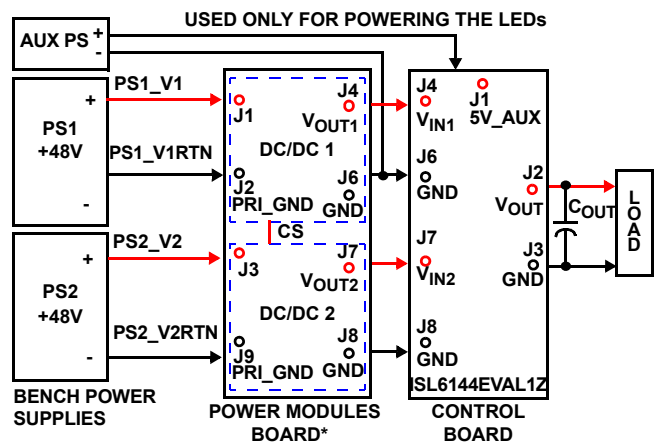 USED ONLY FOR POWERING THE LEDs
AUX PS
+
-
PS1_V1
+
PS1
+48V
-
PS1_V1RTN
J1
J4
VOUT1
DC/DC 1
J2
PRI_GND
J6
GND
CS
PS2_V2
+
PS2
+48V
-
PS2_V2RTN
J3
J7
VOUT2
DC/DC 2
J9
PRI_GND
J8
GND
J4
VIN1
J1
5V_AUX
J6
GND
J2
VOUT
J7
VIN2
J3
GND
J8
GND
ISL6144EVAL1Z
COUT
LOAD
BENCH POWER
SUPPLIES
POWER MODULES
BOARD*
CONTROL
BOARD